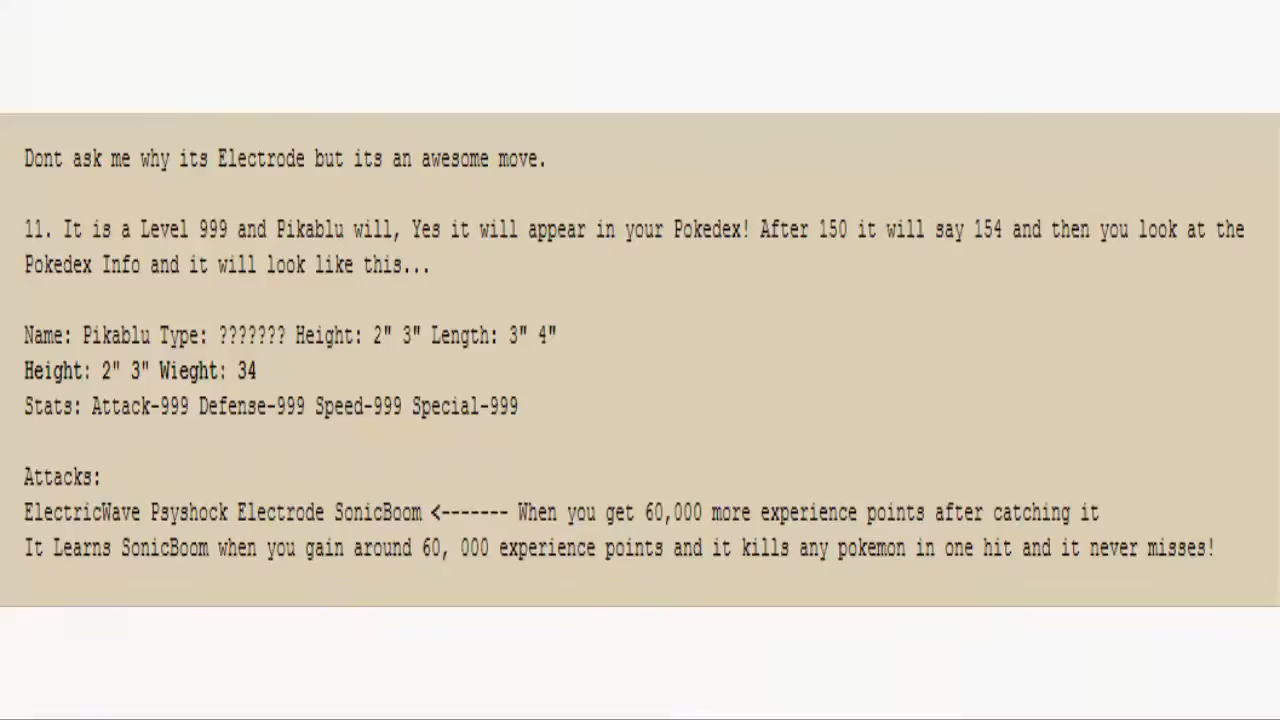 Dont ask me why its Electrode but its an awesome move.
11. It is a Level 999 and Pikablu will, Yes it will appear in your Pokedex! After 150 it will say 154 and then you look at the
Pokedex Info and it will look like this...
Name: Pikablu Type: ??????? Height: 2" 3" Length: 3" 4"
Height: 2" 3" Wieght: 34
Stats: Attack-999 Defense-999 Speed-999 Special-999
Attacks:
ElectricWave Psyshock Electrode SonicBoom <------- When you get 60,000 more experience points after catching it
It Learns SonicBoom when you gain around 60, 000 experience points and it kills any pokemon in one hit and it never misses!